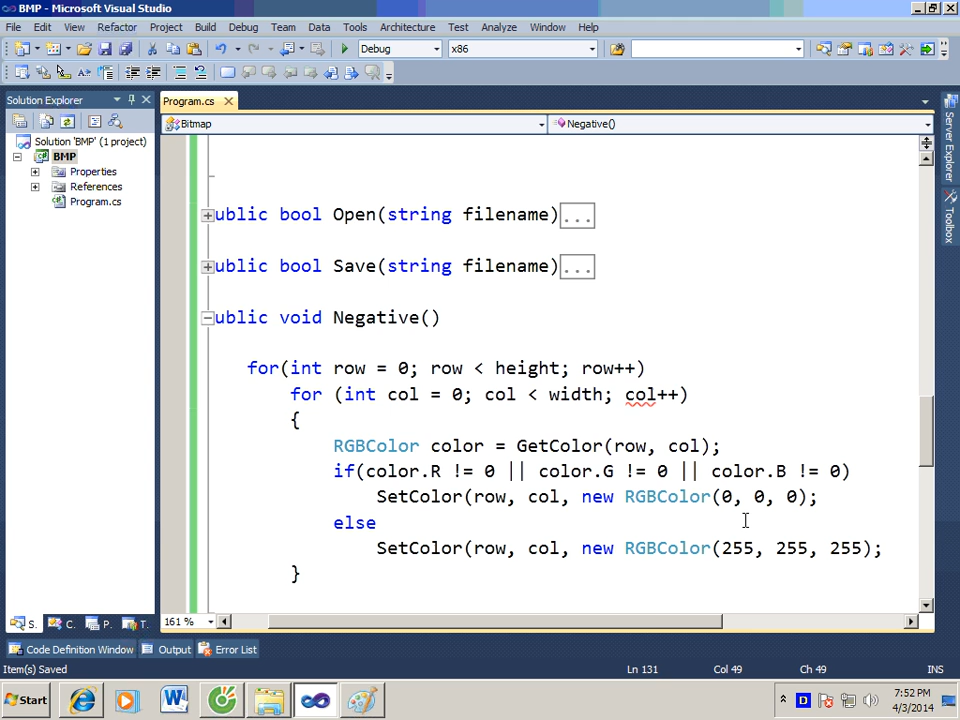 BMP - Microsoft Visual Studio
File Edit View Refactor Project Build Debug Team Data Tools Architecture Test Analyze Window Help
Debug x86
Solution Explorer
Program.cs
Bitmap Negative()
Solution 'BMP' (1 project)
BMP
Properties
References
Program.cs
ublic bool Open(string filename)...
ublic bool Save(string filename)...
ublic void Negative()
for(int row = 0; row < height; row++)
for (int col = 0; col < width; col++)
{
RGBColor color = GetColor(row, col);
if(color.R != 0 || color.G != 0 || color.B != 0)
SetColor(row, col, new RGBColor(0, 0, 0);
else
SetColor(row, col, new RGBColor(255, 255, 255);
}
Server Explorer
Toolbox
S. C. P. T.
161 %
Code Definition Window Output Error List
Item(s) Saved Ln 131 Col 49 Ch 49 INS
Start
D
7:52 PM
4/3/2014